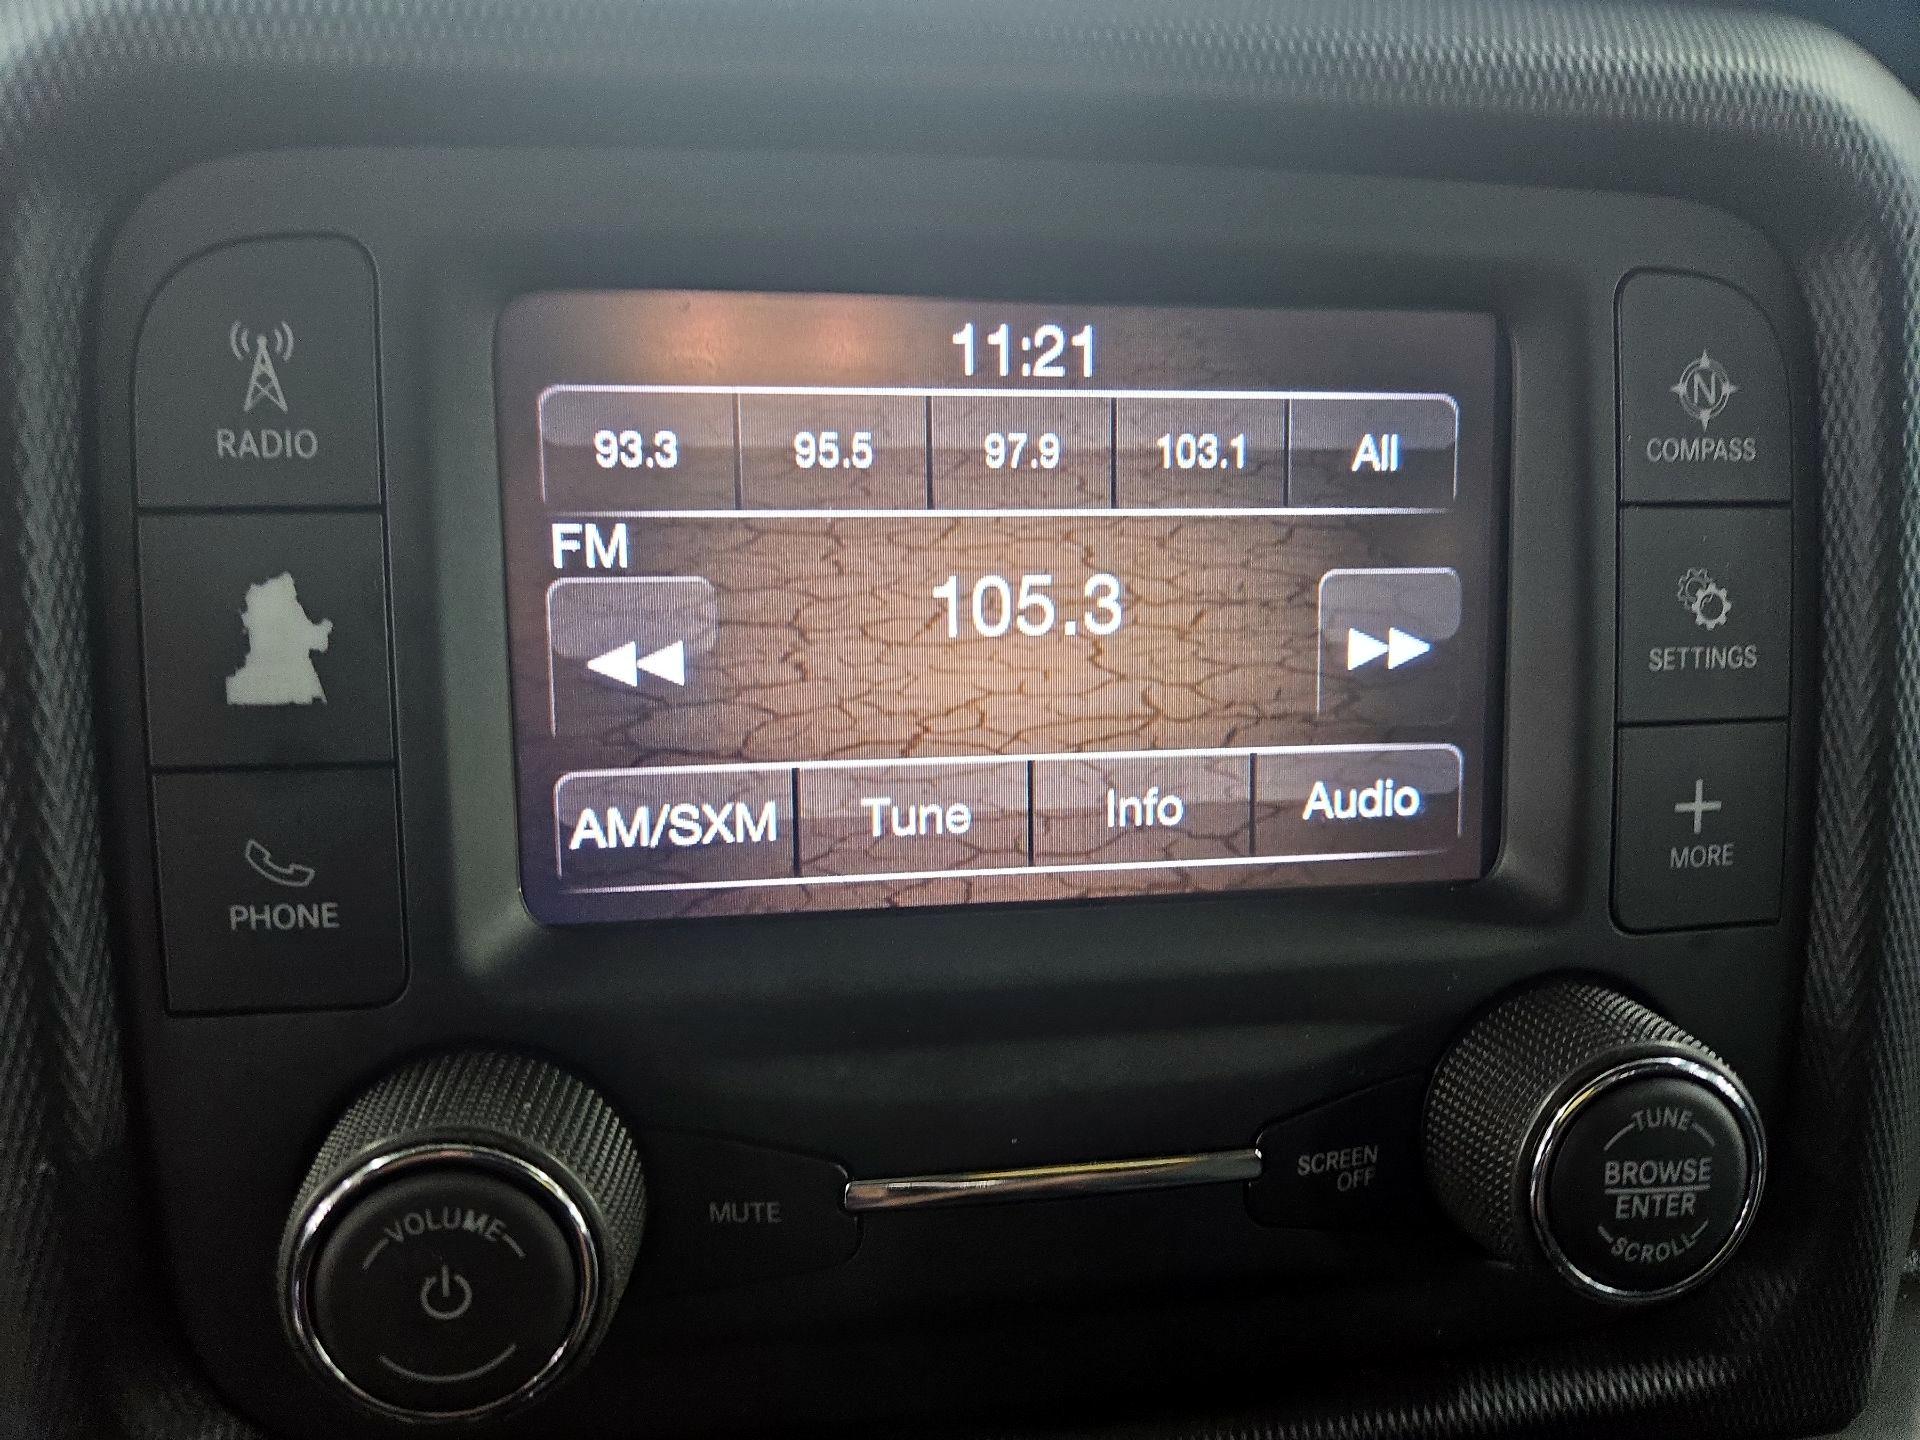 11:21
93.3 95.5 97.9 103.1 All
FM
105.3
AM/SXM Tune Info Audio
RADIO
PHONE
COMPASS
SETTINGS
MORE
N
VOLUME
MUTE
SCREEN
OFF
TUNE
BROWSE
ENTER
SCROLL